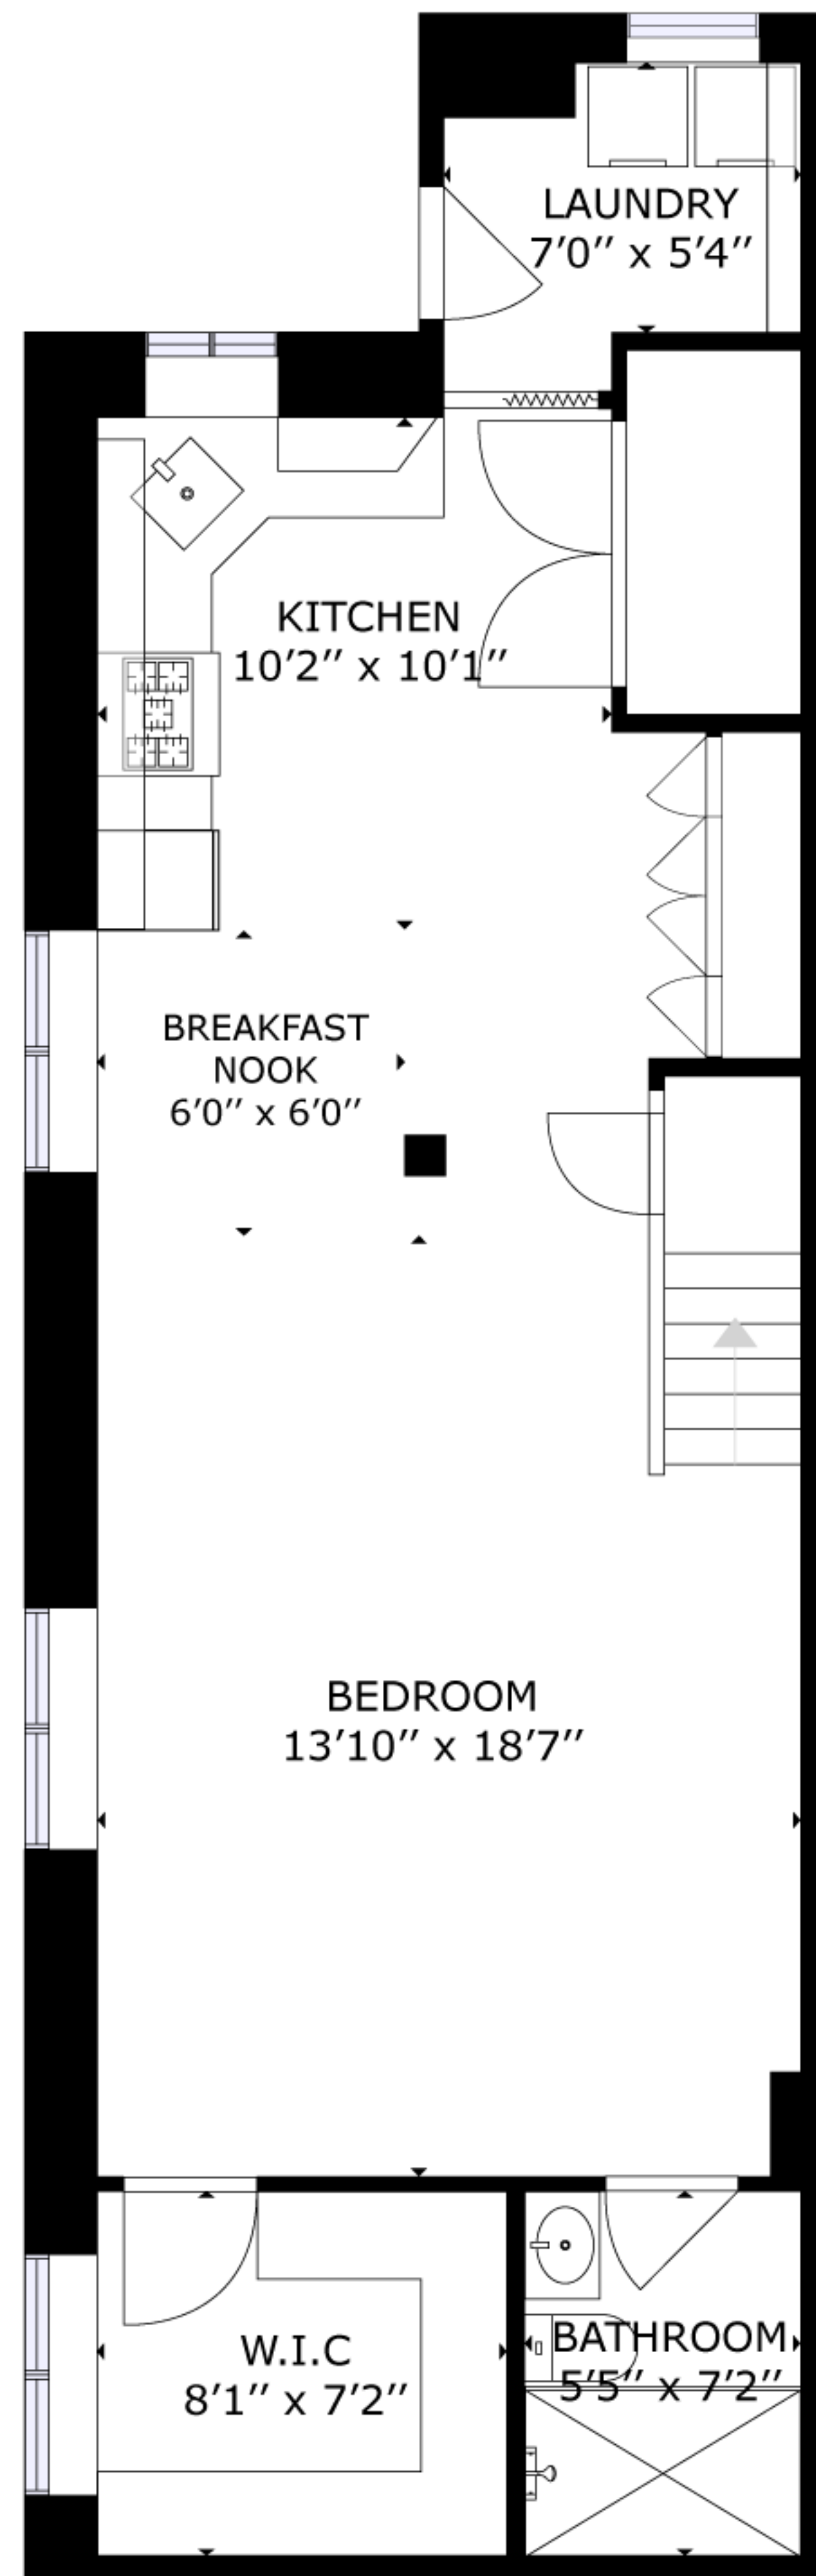 LAUNDRY
7’0” x 5’4”
KITCHEN
10’2” x 10’1”
BREAKFAST
NOOK
6’0” x 6’0”
BEDROOM
13’10” x 18’7”
W.I.C
8’1” x 7’2”
BATHROOM
5’5” x 7’2”